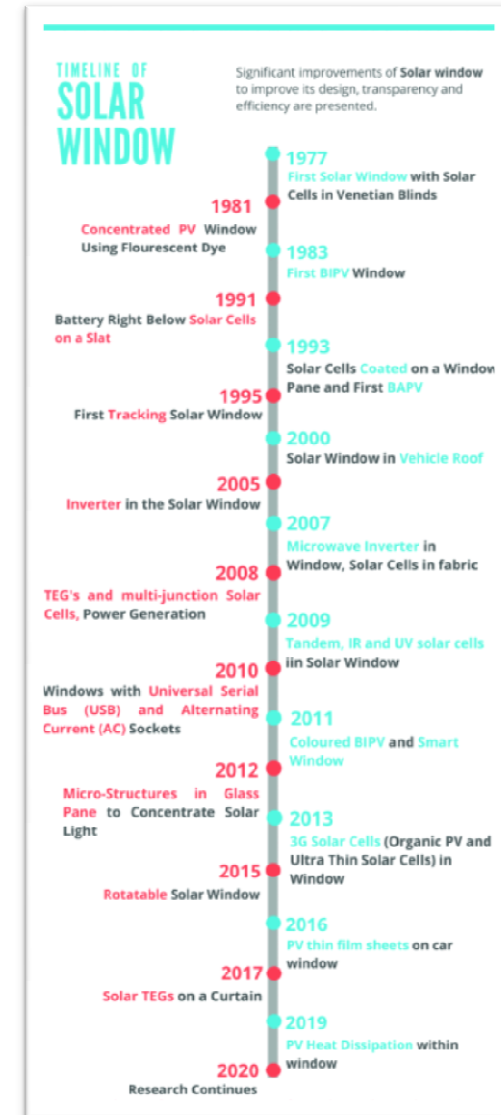 TIMELINE OF
SOLAR
WINDOW
Significant improvements of Solar window
to improve its design, transparency and
efficiency are presented.
1977
First Solar Window with Solar
Cells in Venetian Blinds
1981
Concentrated PV Window
Using Flourescent Dye
1983
First BIPV Window
1991
Battery Right Below Solar Cells
on a Slat
1993
Solar Cells Coated on a Window
Pane and First BAPV
1995
First Tracking Solar Window
2000
Solar Window in Vehicle Roof
2005
Inverter in the Solar Window
2007
Microwave Inverter in
Window, Solar Cells in fabric
2008
TEG's and multi-junction Solar
Cells, Power Generation
2009
Tandem, IR and UV solar cells
iin Solar Window
2010
Windows with Universal Serial
Bus (USB) and Alternating
Current (AC) Sockets
2011
Coloured BIPV and Smart
Window
2012
Micro-Structures in Glass
Pane to Concentrate Solar
Light
2013
3G Solar Cells (Organic PV and
Ultra Thin Solar Cells) in
Window
2015
Rotatable Solar Window
2016
PV thin film sheets on car
window
2017
Solar TEGs on a Curtain
2019
PV Heat Dissipation within
window
2020
Research Continues